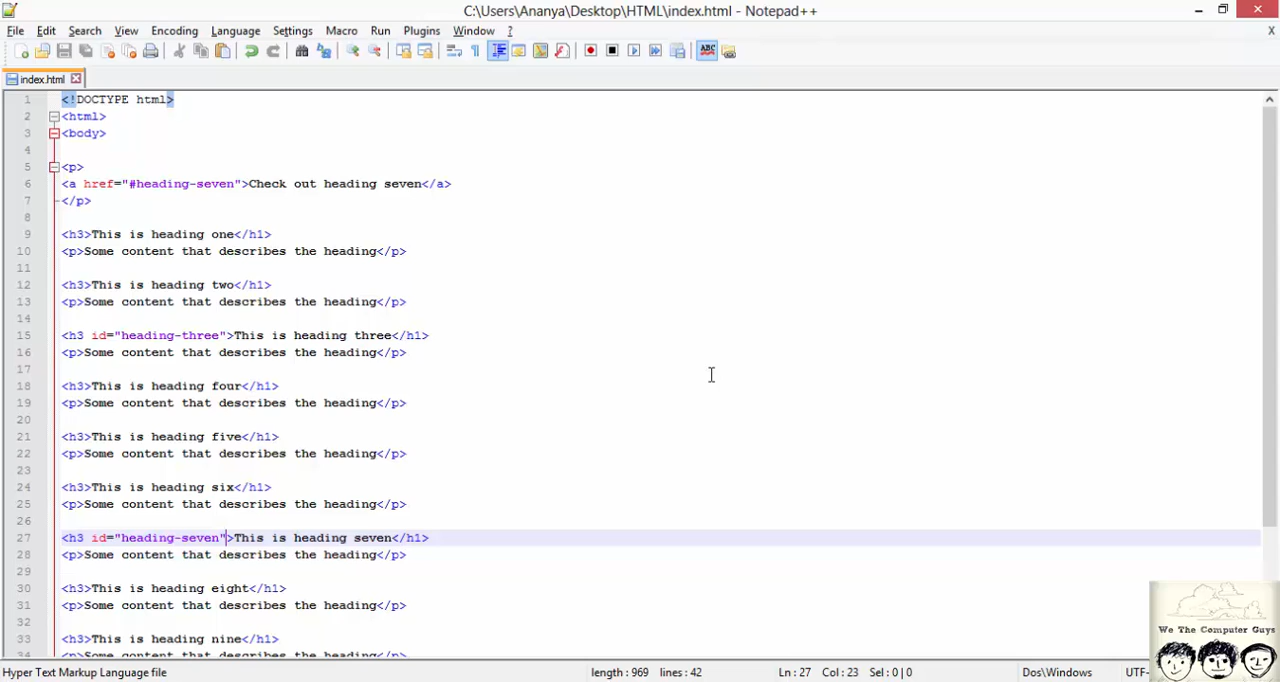 C:\Users\Ananya\Desktop\HTML\index.html - Notepad++
File Edit Search View Encoding Language Settings Macro Run Plugins Window ? X
ABC
index.html
1 <!DOCTYPE html>
2 <html>
3 <body>
4
5 <p>
6 <a href="#heading-seven">Check out heading seven</a>
7 </p>
8
9 <h3>This is heading one</h1>
10 <p>Some content that describes the heading</p>
11
12 <h3>This is heading two</h1>
13 <p>Some content that describes the heading</p>
14
15 <h3 id="heading-three">This is heading three</h1>
16 <p>Some content that describes the heading</p>
17
18 <h3>This is heading four</h1>
19 <p>Some content that describes the heading</p>
20
21 <h3>This is heading five</h1>
22 <p>Some content that describes the heading</p>
23
24 <h3>This is heading six</h1>
25 <p>Some content that describes the heading</p>
26
27 <h3 id="heading-seven">This is heading seven</h1>
28 <p>Some content that describes the heading</p>
29
30 <h3>This is heading eight</h1>
31 <p>Some content that describes the heading</p>
32
33 <h3>This is heading nine</h1>
34 <p>Some content that describes the heading</p>
We The Computer Guys
Hyper Text Markup Language file length : 969 lines : 42 Ln : 27 Col : 23 Sel : 0 | 0 Dos\Windows UTF-